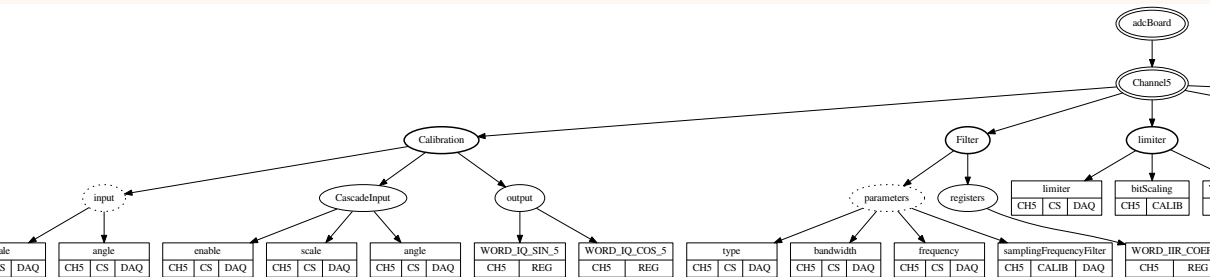 adcBoard
Channel5
Calibration
Filter
limiter
input
CascadeInput
output
parameters
registers
limiter
CH5 CS DAQ
bitScaling
CH5 CALIB
angle
CH5 CS DAQ
enable
CH5 CS DAQ
scale
CH5 CS DAQ
angle
CH5 CS DAQ
WORD_IQ_SIN_5
CH5 REG
WORD_IQ_COS_5
CH5 REG
type
CH5 CS DAQ
bandwidth
CH5 CS DAQ
frequency
CH5 CS DAQ
samplingFrequencyFilter
CH5 CALIB DAQ
CH5 REG
DAQ